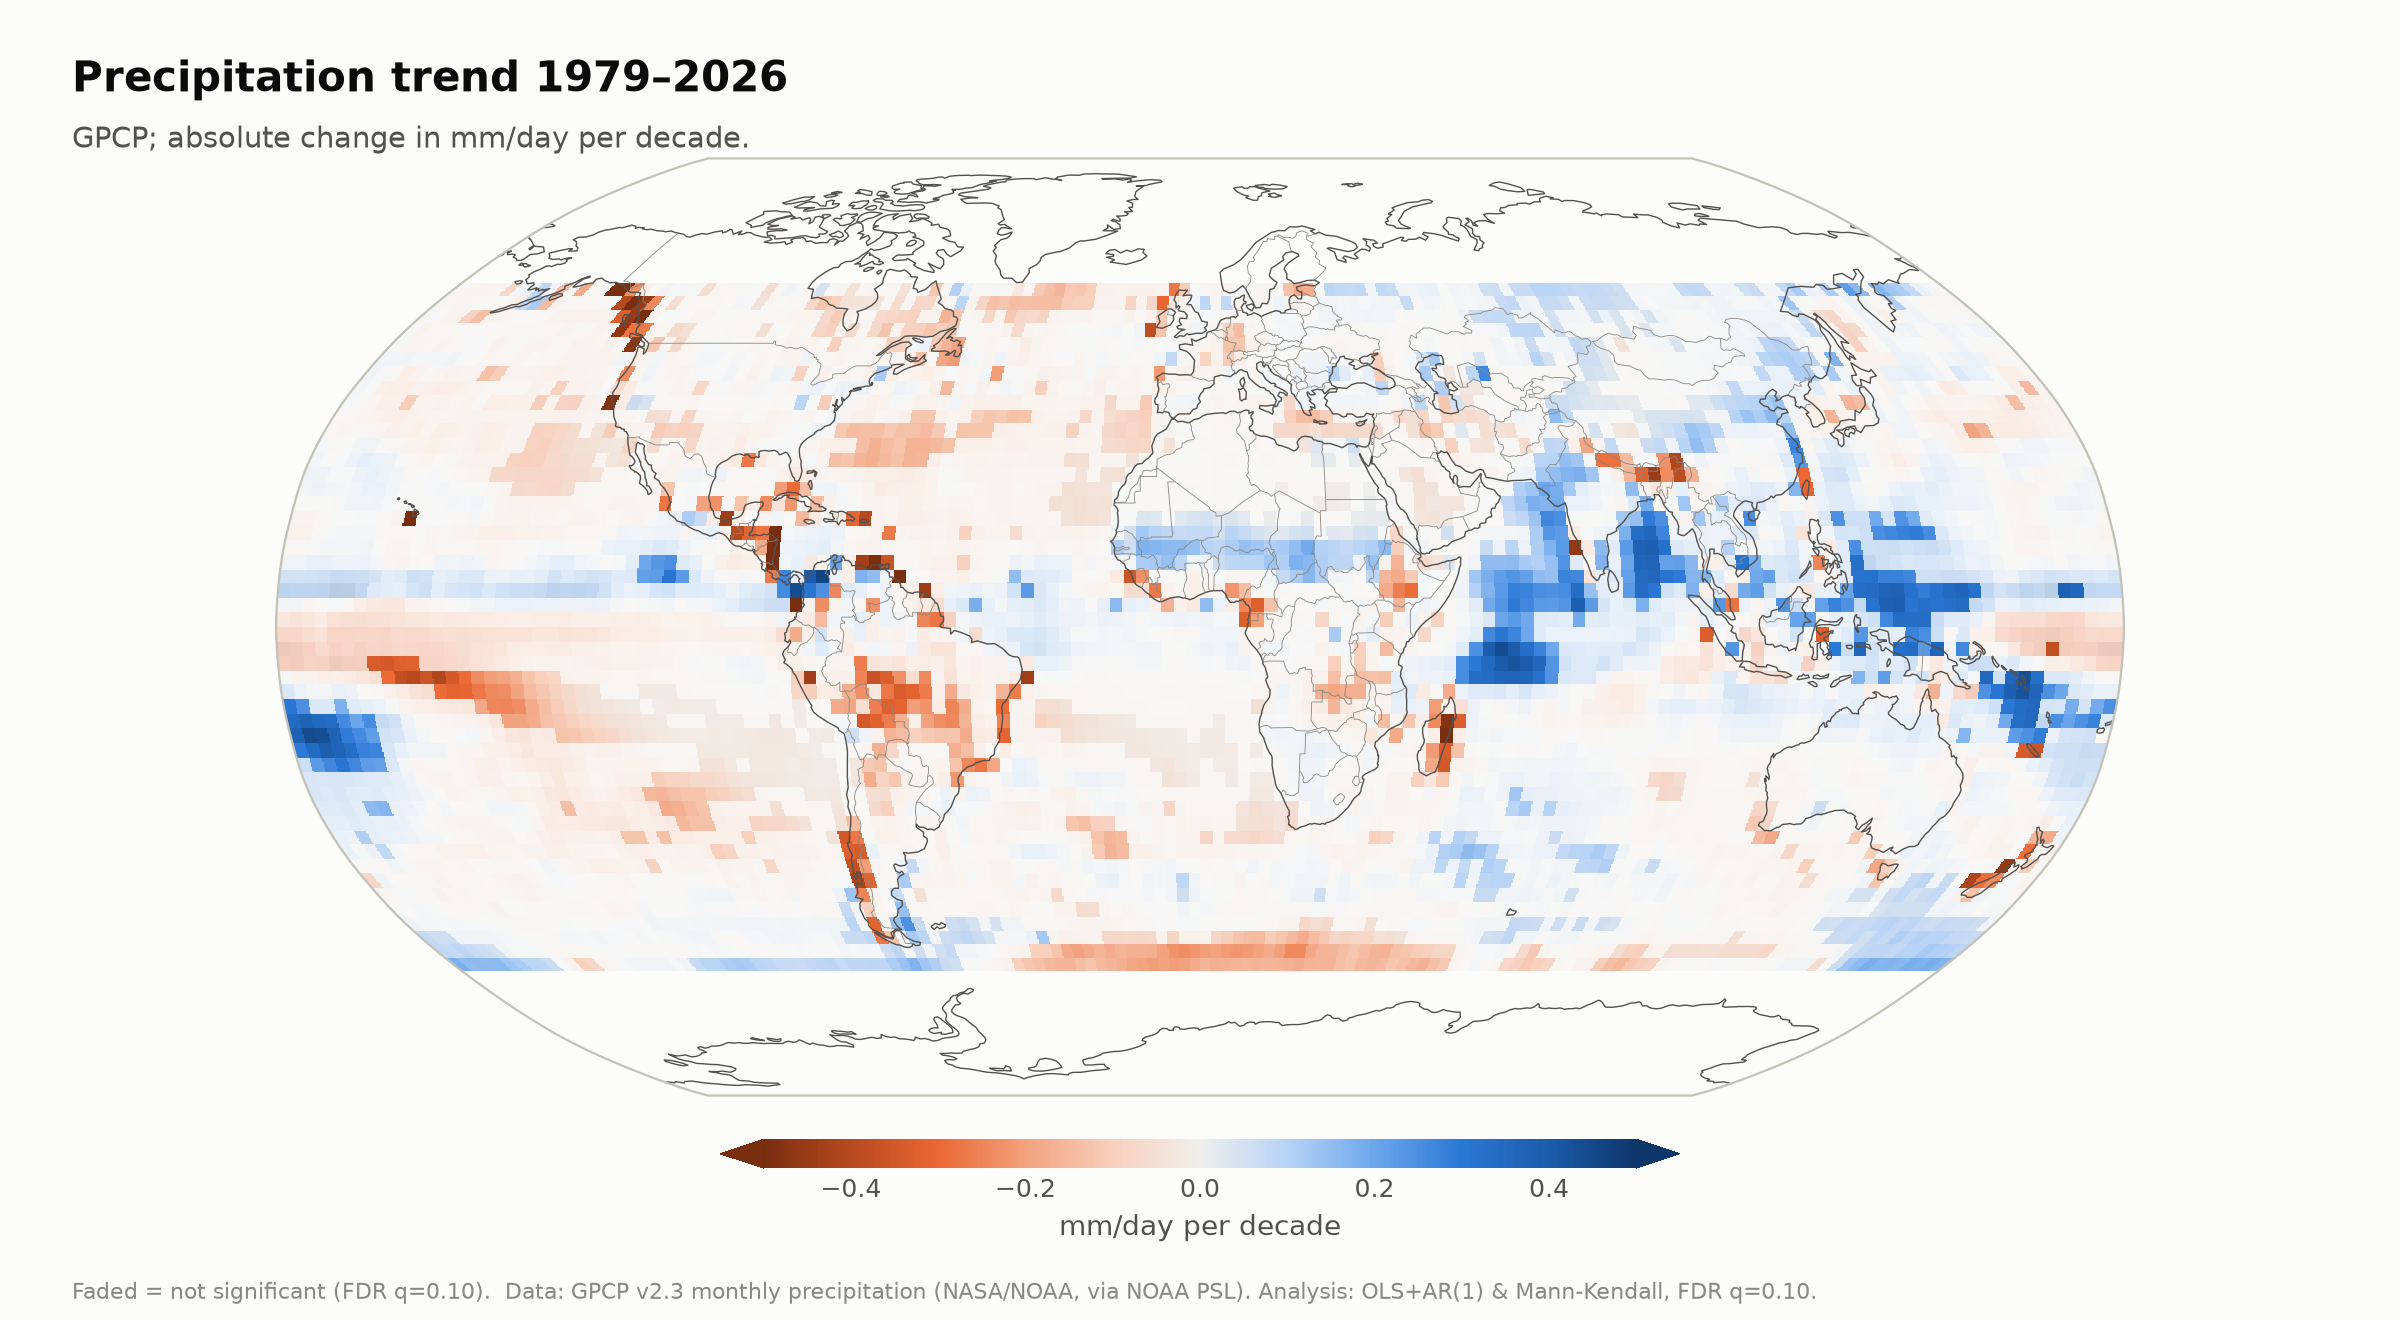 Precipitation trend 1979–2026
GPCP; absolute change in mm/day per decade.
−0.4 −0.2 0.0 0.2 0.4
mm/day per decade
Faded = not significant (FDR q=0.10).  Data: GPCP v2.3 monthly precipitation (NASA/NOAA, via NOAA PSL). Analysis: OLS+AR(1) & Mann-Kendall, FDR q=0.10.